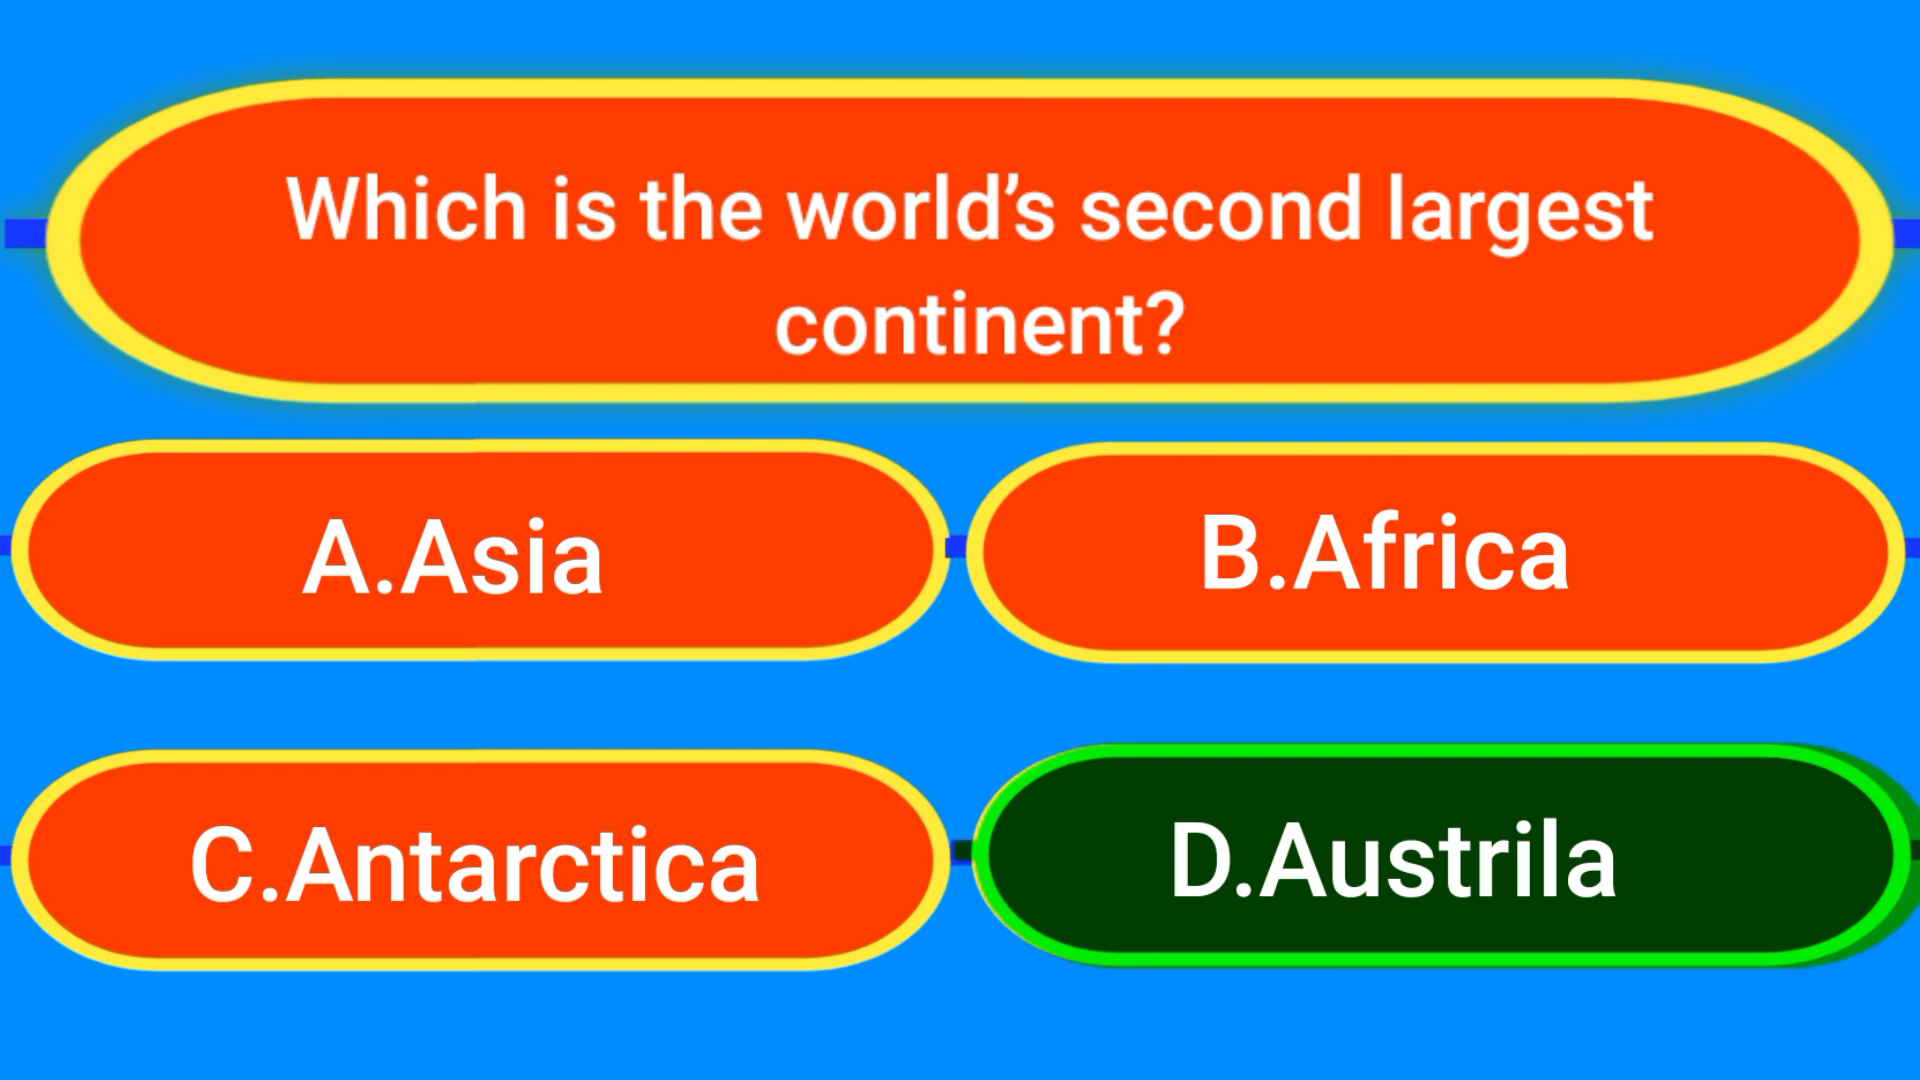 Which is the world’s second largest
continent?
A.Asia
B.Africa
C.Antarctica
D.Austrila